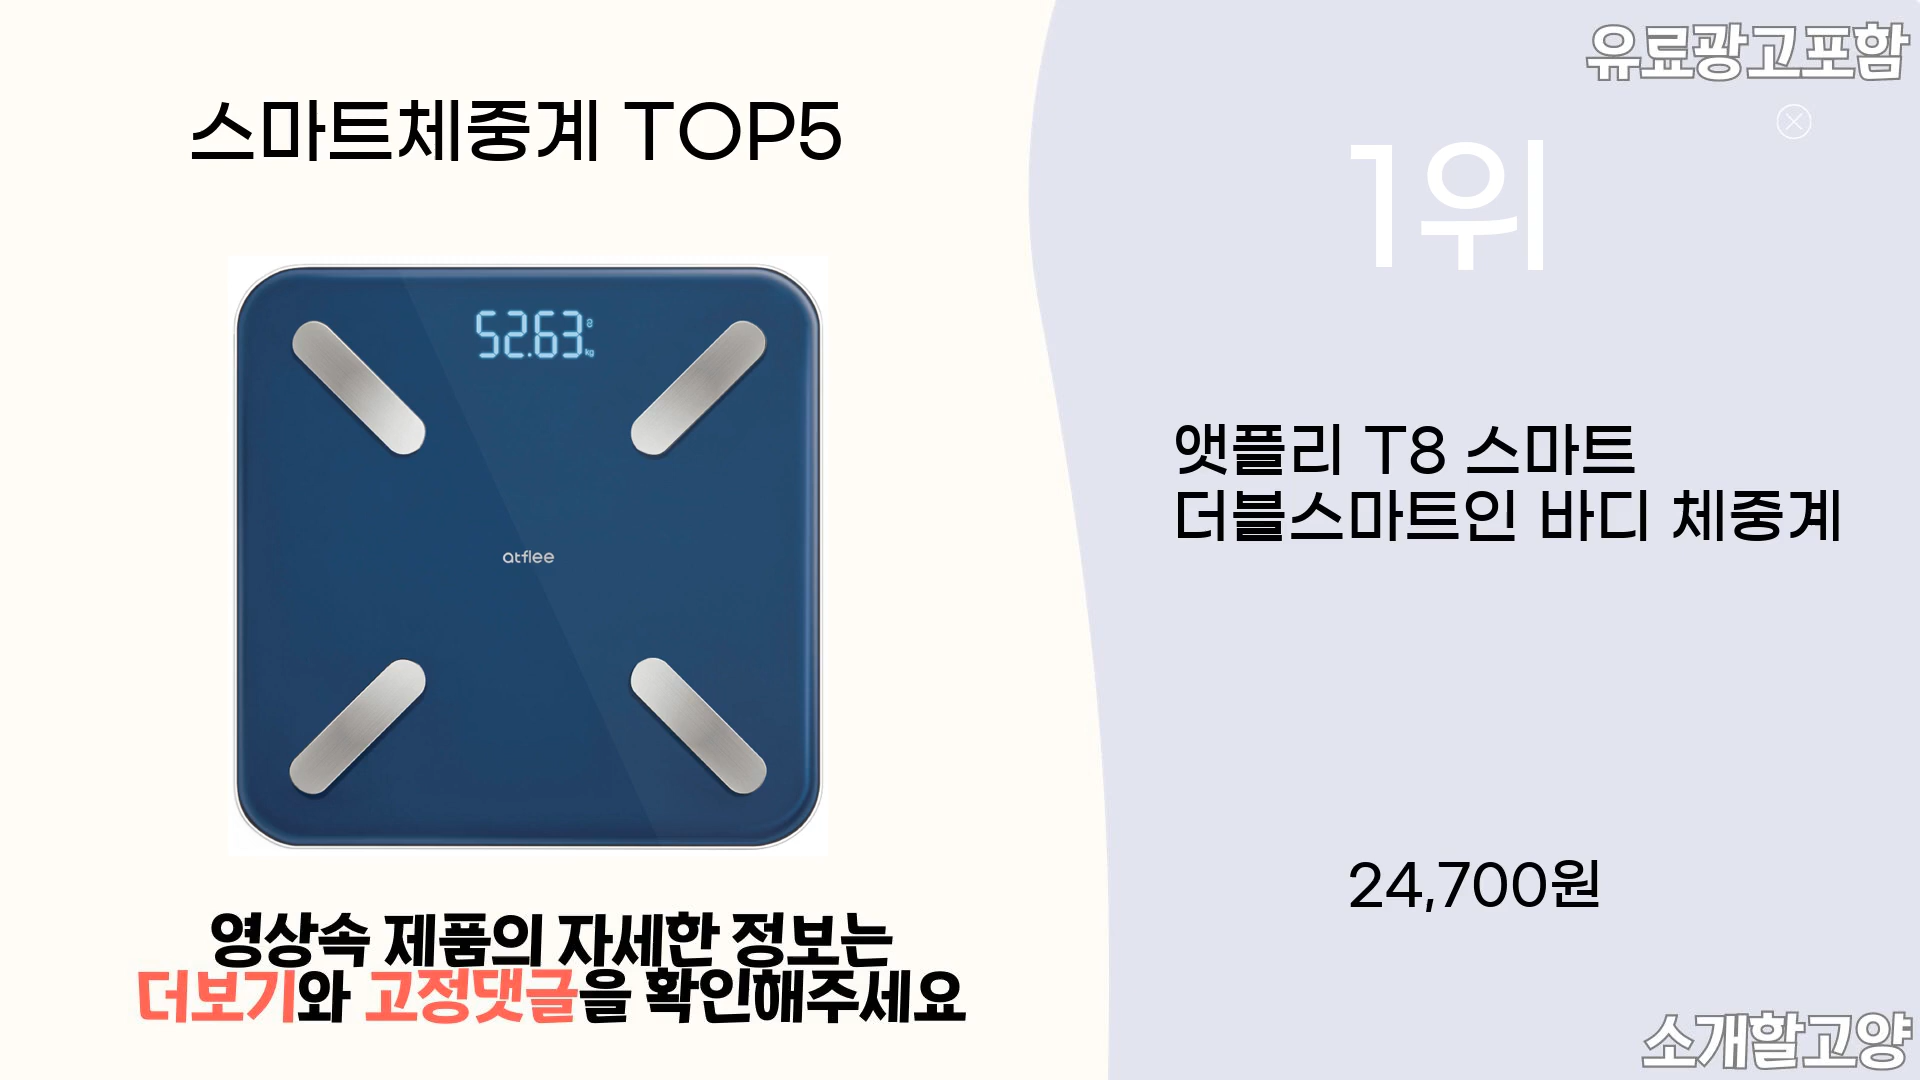 유료광고포함
스마트체중계 TOP5
1위
52.63
kg
atflee
앳플리 T8 스마트
더블스마트인 바디 체중계
24,700원
영상속 제품의 자세한 정보는
더보기와 고정댓글을 확인해주세요
소개할고양